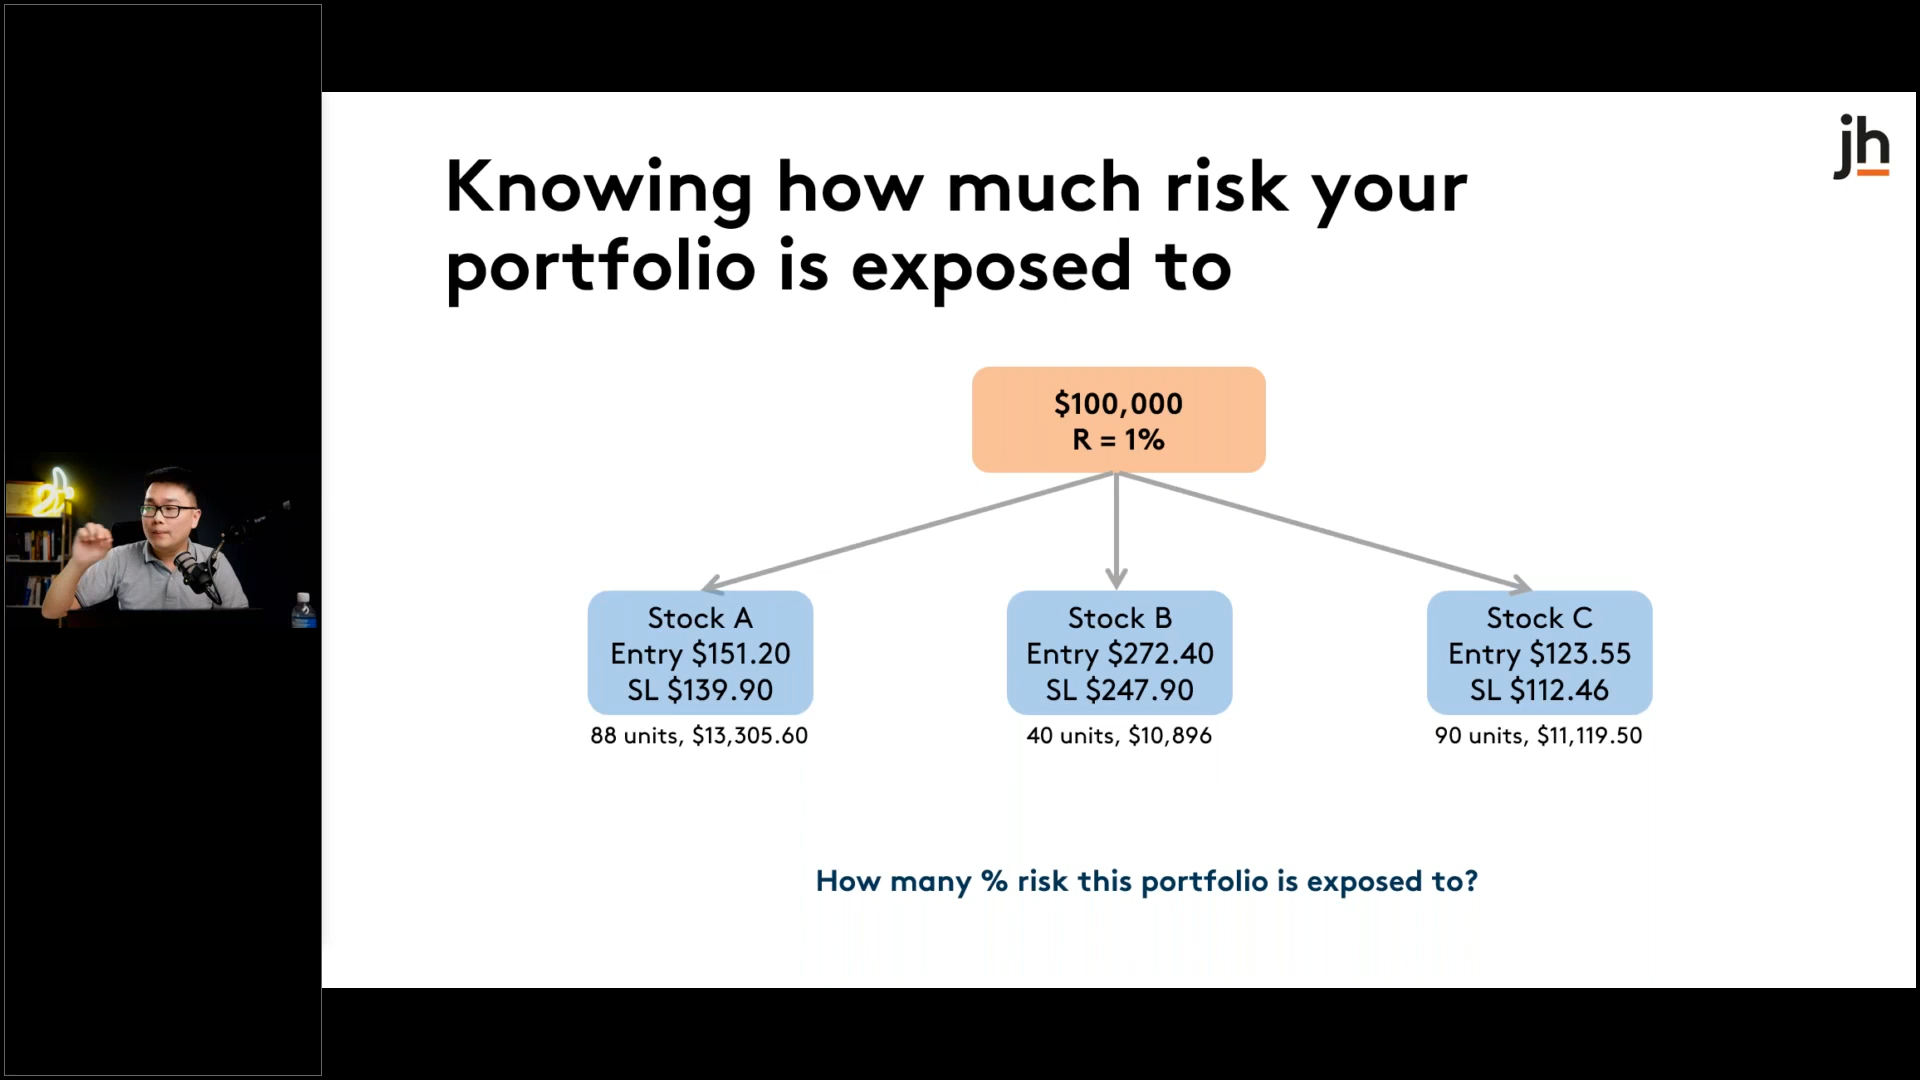 jh
Knowing how much risk your
portfolio is exposed to
$100,000
R = 1%
Stock A
Entry $151.20
SL $139.90
88 units, $13,305.60
Stock B
Entry $272.40
SL $247.90
40 units, $10,896
Stock C
Entry $123.55
SL $112.46
90 units, $11,119.50
How many % risk this portfolio is exposed to?